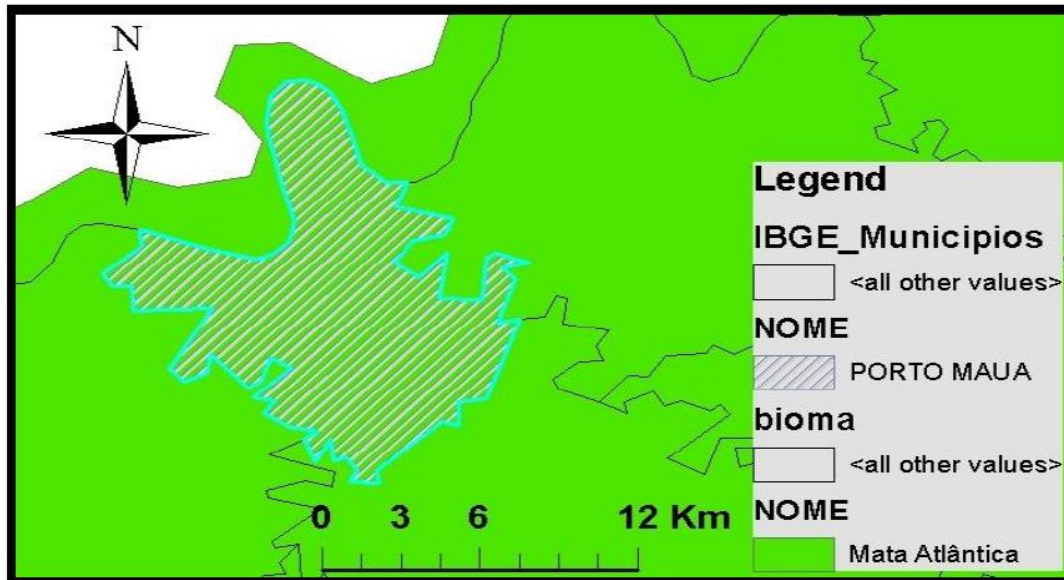 N
Legend
IBGE_Municipios
<all other values>
NOME
PORTO MAUA
bioma
<all other values>
NOME
Mata Atlântica
0 3 6 12 Km